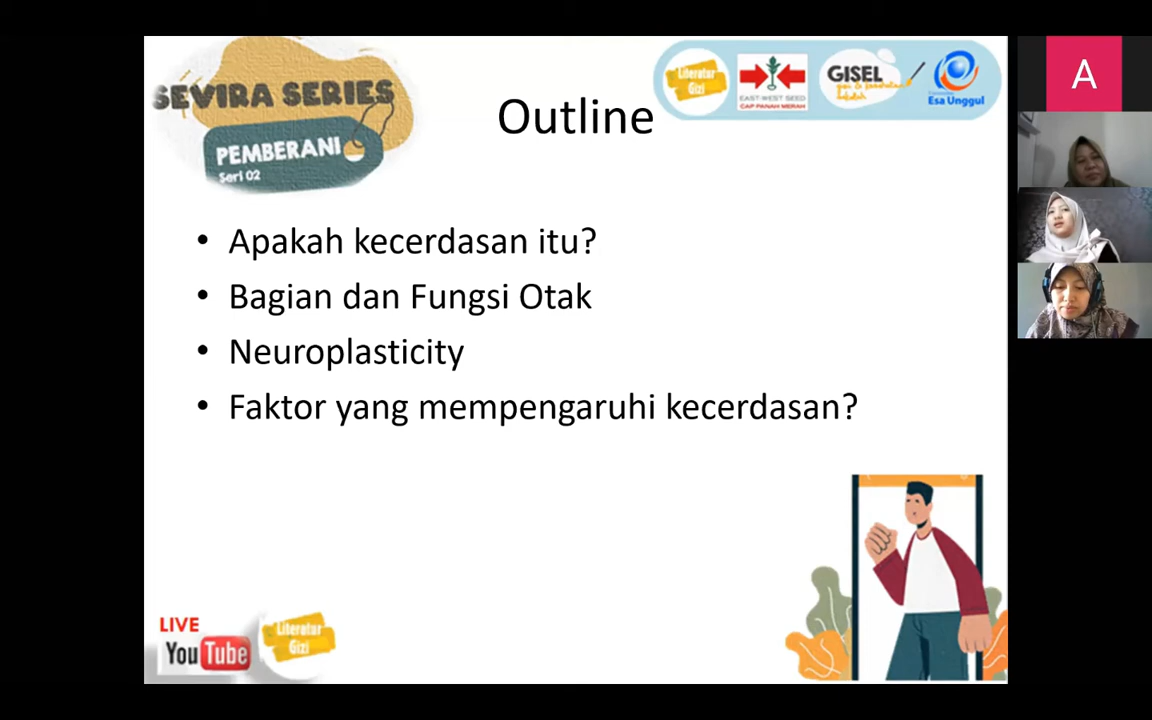 SEVIRA SERIES
PEMBERANI
Seri 02
Literatur
Gizi
EAST-WEST SEED
CAP PANAH MERAH
GISEL
Esa Unggul
A
Outline
• Apakah kecerdasan itu?
• Bagian dan Fungsi Otak
• Neuroplasticity
• Faktor yang mempengaruhi kecerdasan?
LIVE
YouTube
Literatur
Gizi